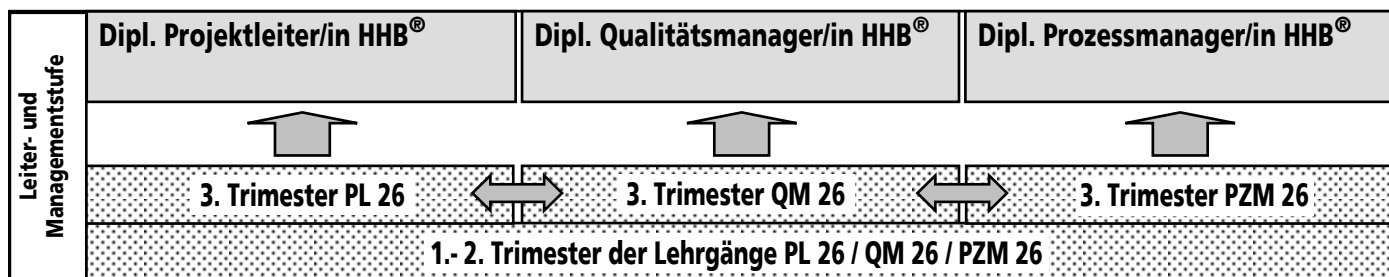 Leiter- und
Managementstufe
Dipl. Projektleiter/in HHB®
Dipl. Qualitätsmanager/in HHB®
Dipl. Prozessmanager/in HHB®
3. Trimester PL 26
3. Trimester QM 26
3. Trimester PZM 26
1.- 2. Trimester der Lehrgänge PL 26 / QM 26 / PZM 26